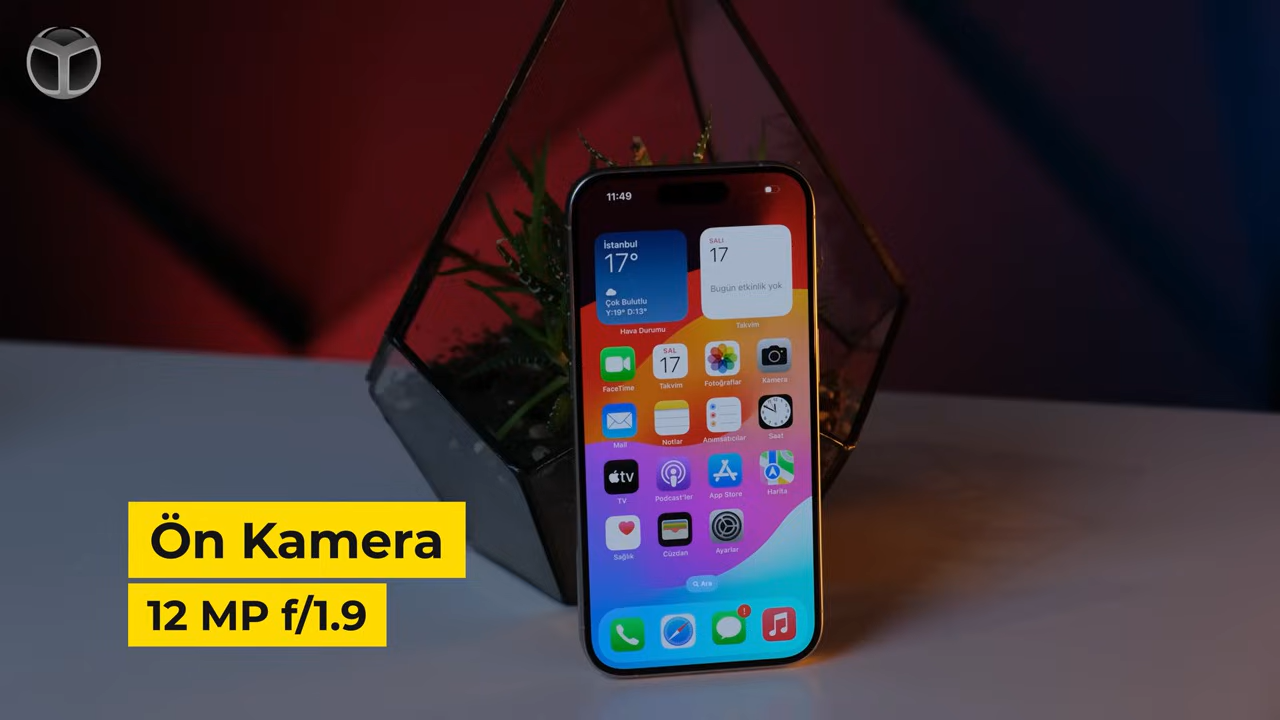 11:49
İstanbul
17°
Çok Bulutlu
Y:19° D:13°
Hava Durumu
SALI
17
Bugün etkinlik yok
Takvim
FaceTime
SAL
17
Takvim
Fotoğraflar
Kamera
Mail
Notlar
Anımsatıcılar
Saat
tv
TV
Podcast'ler
App Store
Harita
Sağlık
Cüzdan
Ayarlar
Ara
!
Ön Kamera
12 MP f/1.9